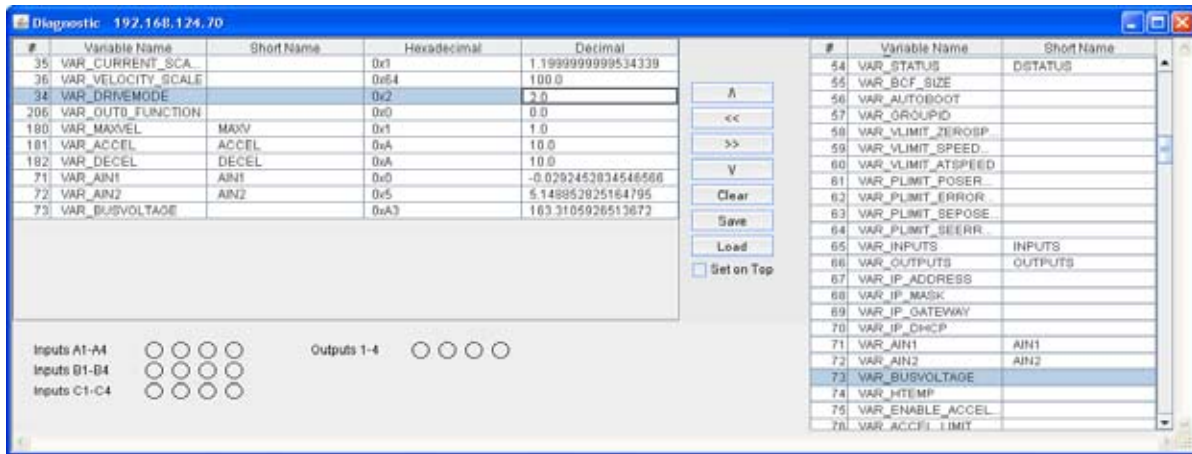 Diagnostic 192.168.124.70
# Variable Name Short Name Hexadecimal Decimal
35 VAR_CURRENT_SCA... 0x1 1.1999999999534339
36 VAR_VELOCITY_SCALE 0x64 100.0
34 VAR_DRIVEMODE 0x2 2.0
206 VAR_OUT0_FUNCTION 0x0 0.0
180 VAR_MAXVEL MAXV 0x1 1.0
181 VAR_ACCEL ACCEL 0xA 10.0
182 VAR_DECEL DECEL 0xA 10.0
71 VAR_AIN1 AIN1 0x0 -0.0292452834546566
72 VAR_AIN2 AIN2 0x5 5.148852825164795
73 VAR_BUSVOLTAGE 0xA3 163.3105926513672
Λ
<<
>>
V
Clear
Save
Load
Set on Top
# Variable Name Short Name
54 VAR_STATUS DSTATUS
55 VAR_BCF_SIZE
56 VAR_AUTOBOOT
57 VAR_GROUPID
58 VAR_VLIMIT_ZEROSP...
59 VAR_VLIMIT_SPEED...
60 VAR_VLIMIT_ATSPEED
61 VAR_PLIMIT_POSER...
62 VAR_PLIMIT_ERROR...
63 VAR_PLIMIT_SEPOSE...
64 VAR_PLIMIT_SEERR...
65 VAR_INPUTS INPUTS
66 VAR_OUTPUTS OUTPUTS
67 VAR_IP_ADDRESS
68 VAR_IP_MASK
69 VAR_IP_GATEWAY
70 VAR_IP_DHCP
71 VAR_AIN1 AIN1
72 VAR_AIN2 AIN2
73 VAR_BUSVOLTAGE
74 VAR_HTEMP
75 VAR_ENABLE_ACCEL...
76 VAR_ACCEL_LIMIT
Inputs A1-A4 Outputs 1-4
Inputs B1-B4
Inputs C1-C4